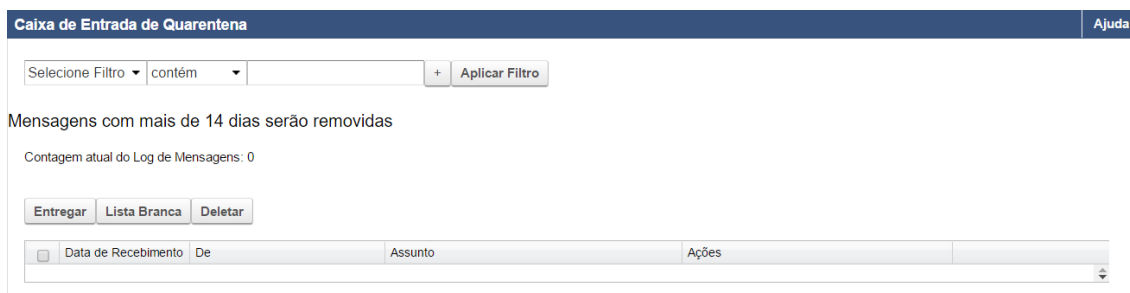 Caixa de Entrada de Quarentena Ajuda
Selecione Filtro contém + Aplicar Filtro
Mensagens com mais de 14 dias serão removidas
Contagem atual do Log de Mensagens: 0
Entregar Lista Branca Deletar
Data de Recebimento De Assunto Ações